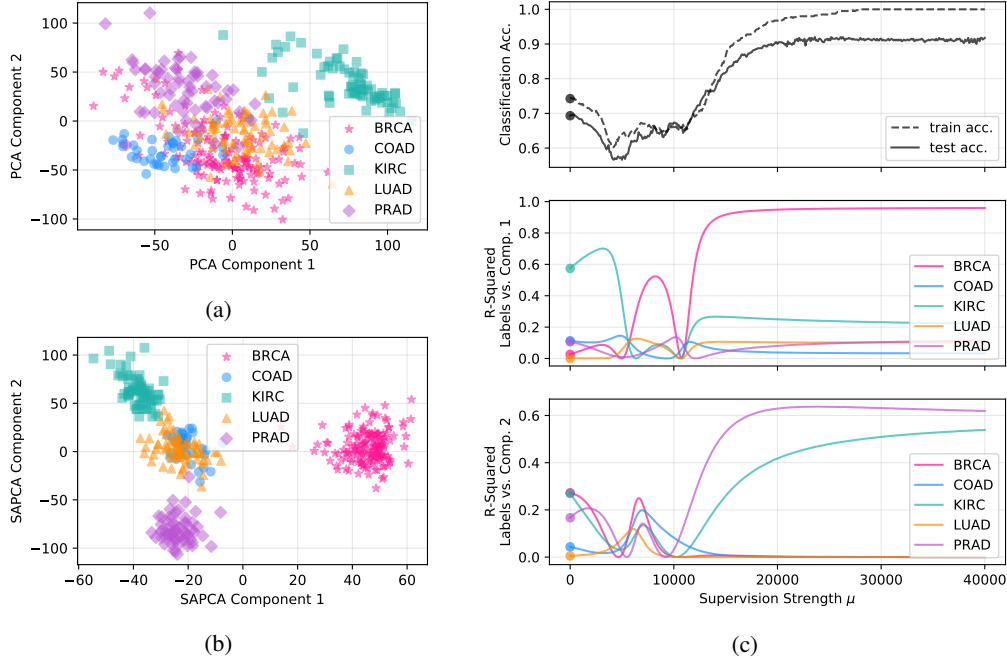 PCA Component 2
100
50
0
−50
−100
−50
0
50
100
PCA Component 1
BRCA
COAD
KIRC
LUAD
PRAD
(a)
SAPCA Component 2
100
50
0
−50
−100
−60
−40
−20
0
20
40
60
SAPCA Component 1
BRCA
COAD
KIRC
LUAD
PRAD
(b)
Classification Acc.
1.0
0.9
0.8
0.7
0.6
train acc.
test acc.
R-Squared
Labels vs. Comp. 1
1.0
0.8
0.6
0.4
0.2
0.0
BRCA
COAD
KIRC
LUAD
PRAD
R-Squared
Labels vs. Comp. 2
0.6
0.4
0.2
0.0
BRCA
COAD
KIRC
LUAD
PRAD
0
10000
20000
30000
40000
Supervision Strength μ
(c)